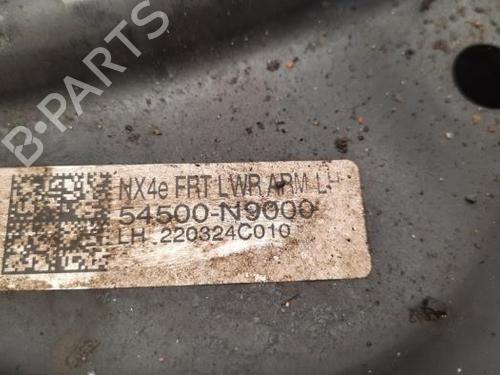 B-PARTS
NX4e FRT LWR ARM LH
54500-N9000
LH 220324C010